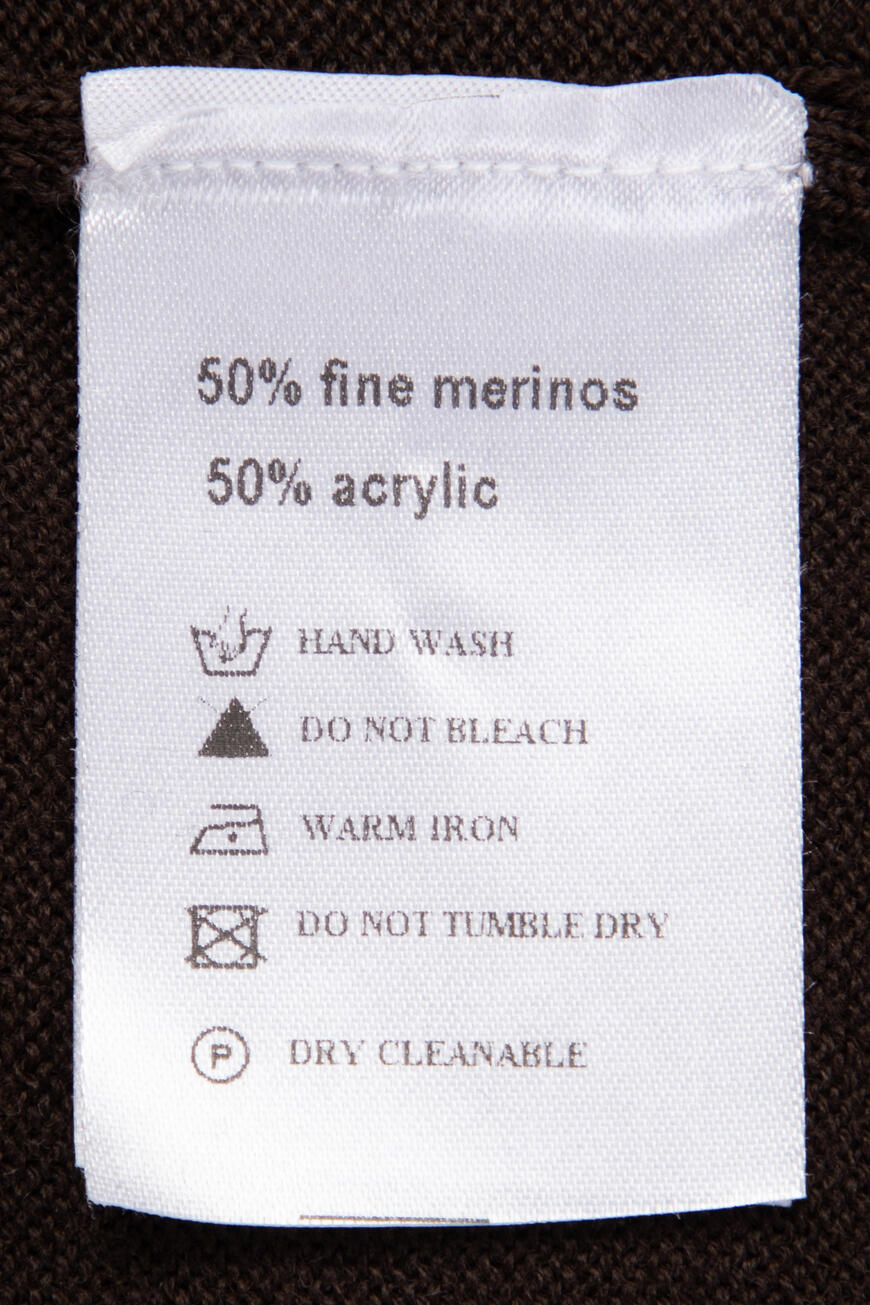 50% fine merinos
50% acrylic
HAND WASH
DO NOT BLEACH
WARM IRON
DO NOT TUMBLE DRY
P DRY CLEANABLE